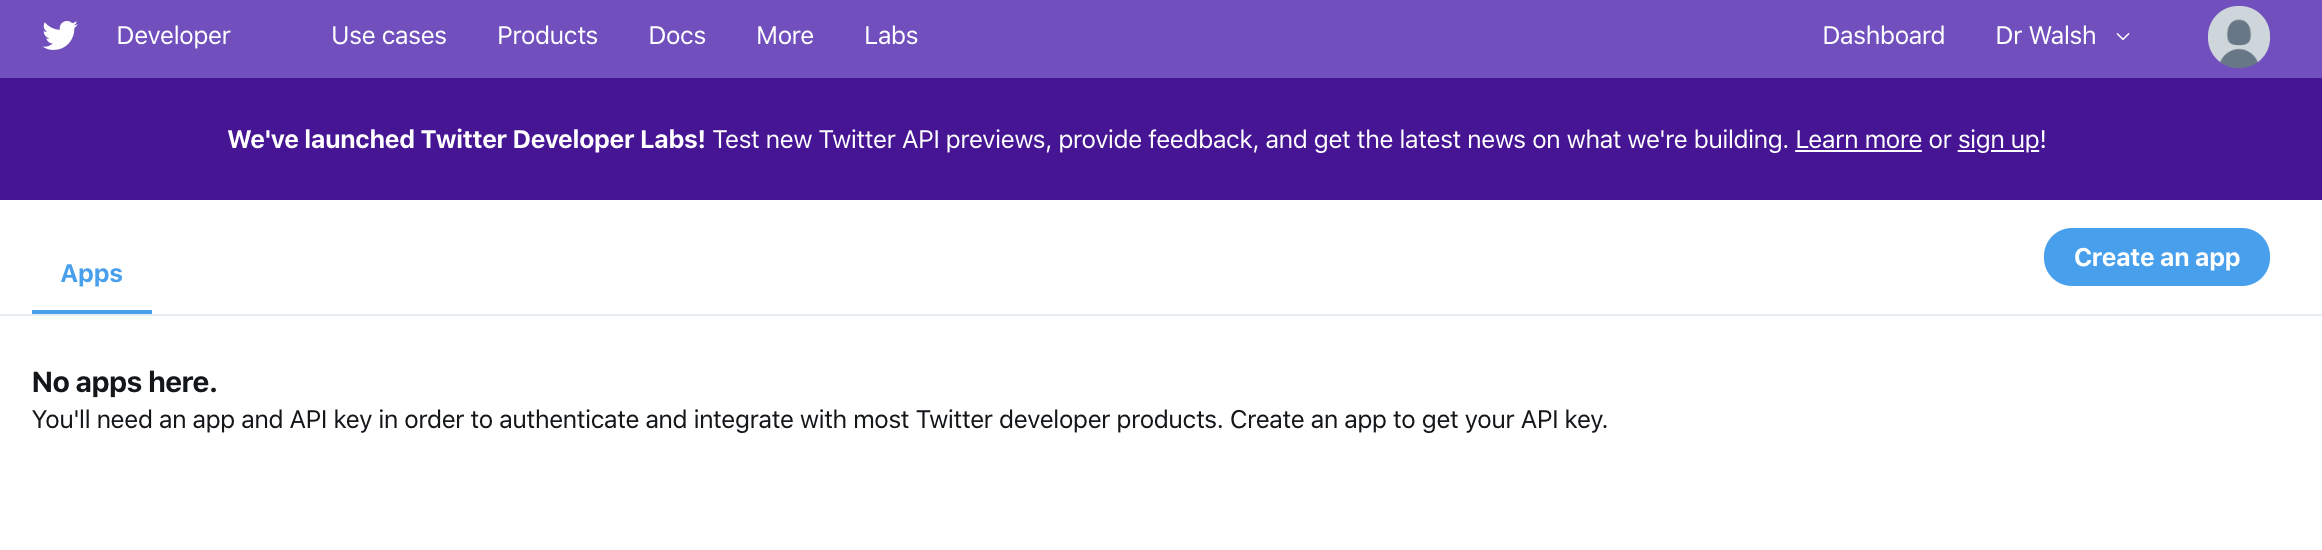 Developer Use cases Products Docs More Labs Dashboard Dr Walsh
We've launched Twitter Developer Labs! Test new Twitter API previews, provide feedback, and get the latest news on what we're building. Learn more or sign up!
Apps
Create an app
No apps here.
You'll need an app and API key in order to authenticate and integrate with most Twitter developer products. Create an app to get your API key.